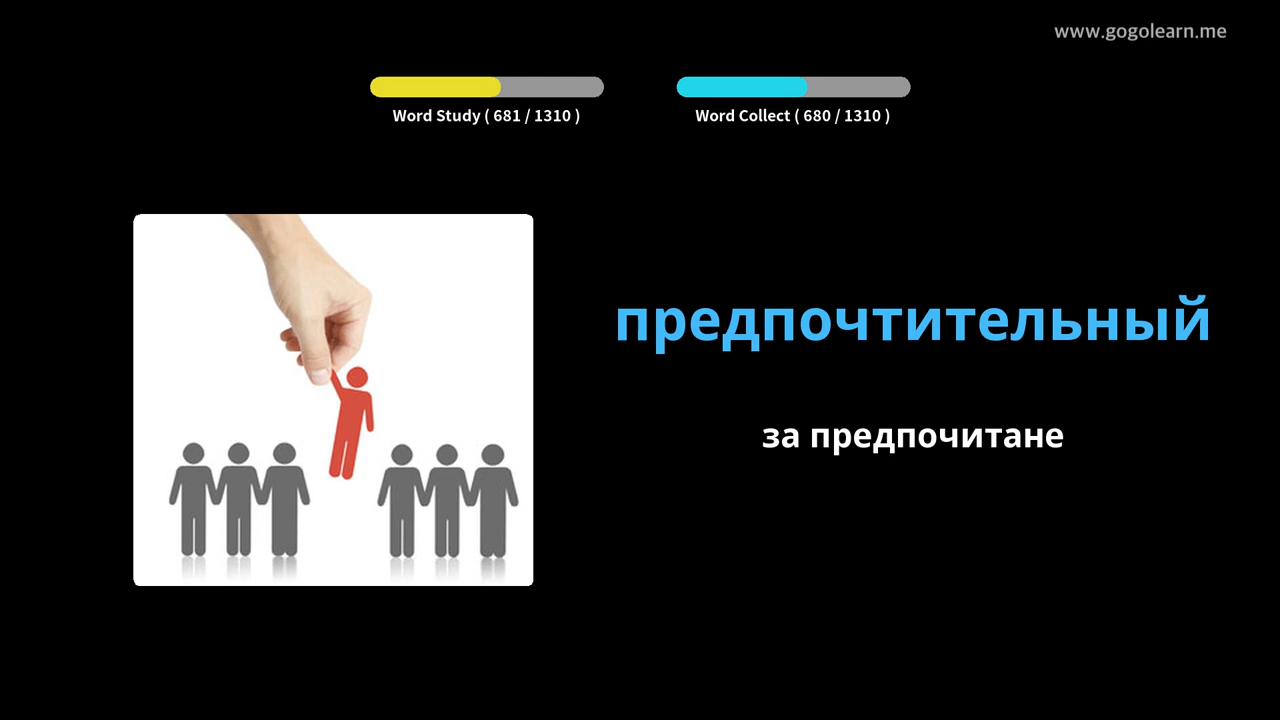 www.gogolearn.me
Word Study ( 681 / 1310 )
Word Collect ( 680 / 1310 )
предпочтительный
за предпочитане